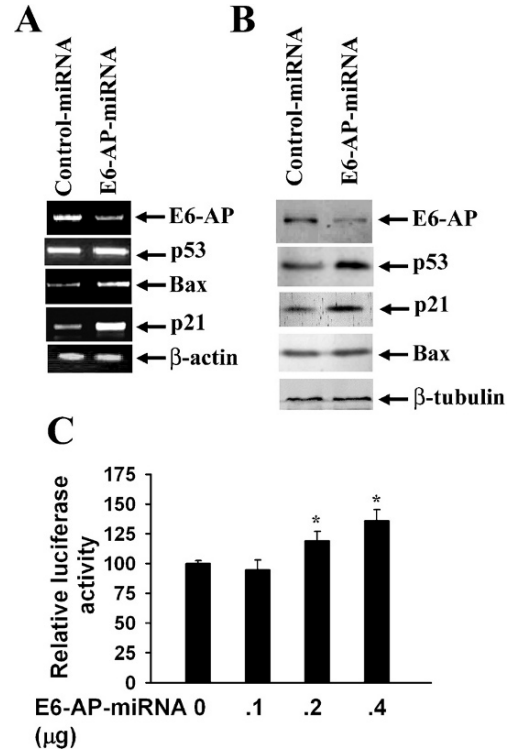 A
Control-miRNA
E6-AP-miRNA
E6-AP
p53
Bax
p21
β-actin
B
Control-miRNA
E6-AP-miRNA
E6-AP
p53
p21
Bax
β-tubulin
C
Relative luciferase
activity
175
150
125
100
75
50
25
0
*
*
E6-AP-miRNA 0 .1 .2 .4
(μg)